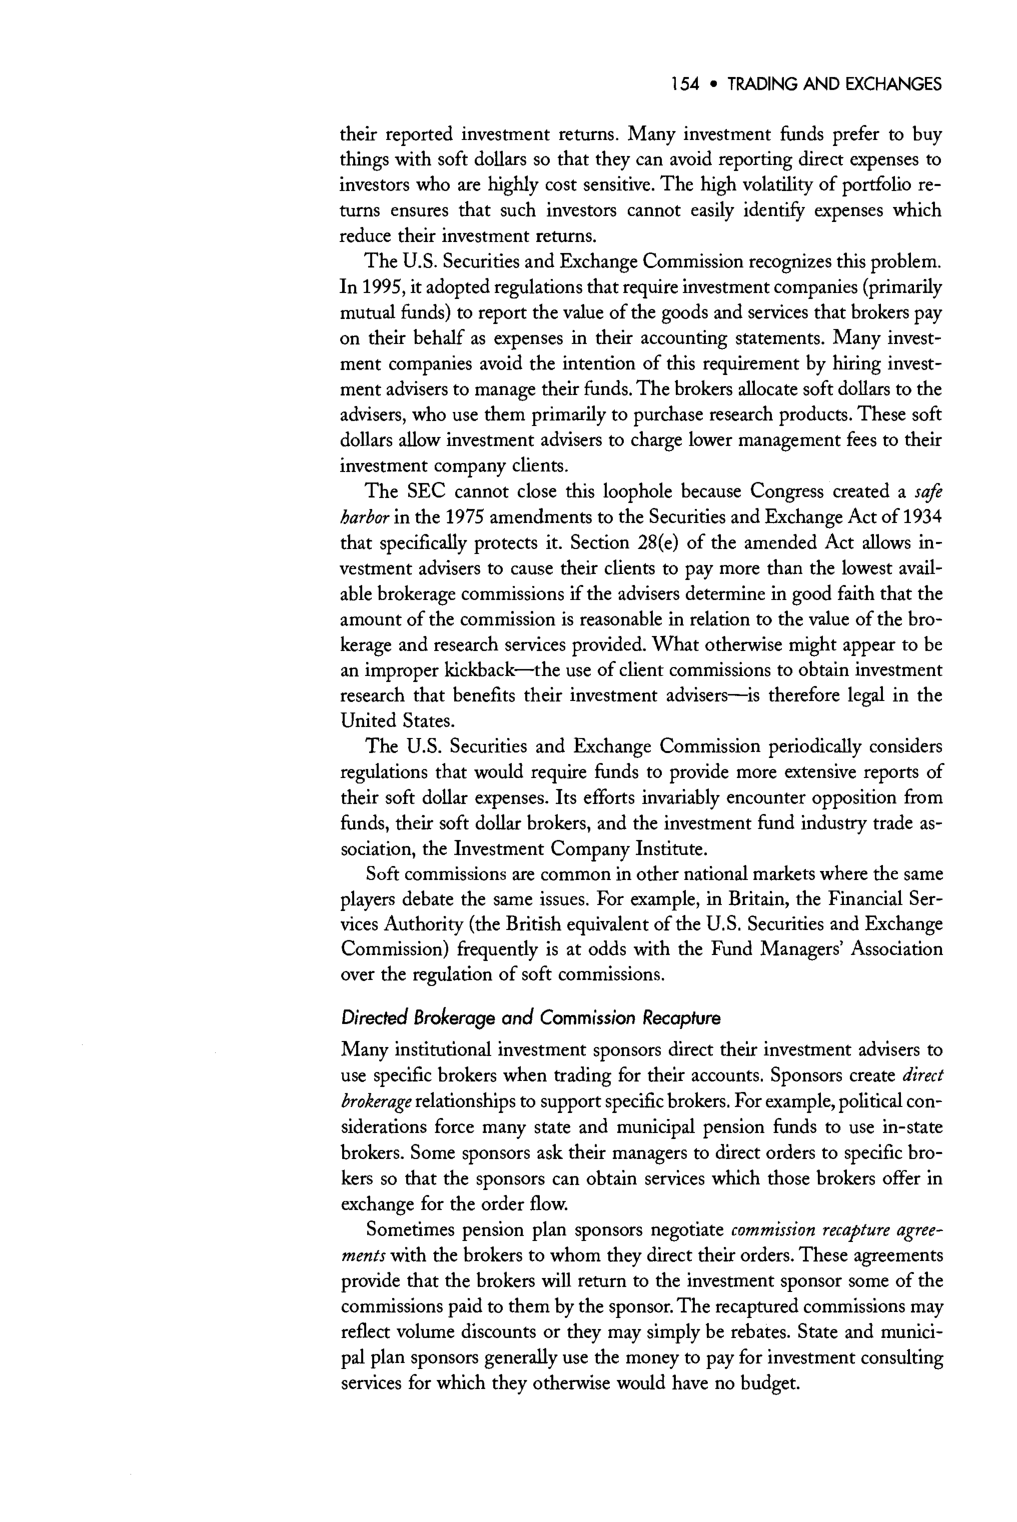 154 • TRADING AND EXCHANGES
their reported investment returns. Many investment funds prefer to buy
things with soft dollars so that they can avoid reporting direct expenses to
investors who are highly cost sensitive. The high volatility of portfolio re-
turns ensures that such investors cannot easily identify expenses which
reduce their investment returns.
The U.S. Securities and Exchange Commission recognizes this problem.
In 1995, it adopted regulations that require investment companies (primarily
mutual funds) to report the value of the goods and services that brokers pay
on their behalf as expenses in their accounting statements. Many invest-
ment companies avoid the intention of this requirement by hiring invest-
ment advisers to manage their funds. The brokers allocate soft dollars to the
advisers, who use them primarily to purchase research products. These soft
dollars allow investment advisers to charge lower management fees to their
investment company clients.
The SEC cannot close this loophole because Congress created a safe
harbor in the 1975 amendments to the Securities and Exchange Act of 1934
that specifically protects it. Section 28(e) of the amended Act allows in-
vestment advisers to cause their clients to pay more than the lowest avail-
able brokerage commissions if the advisers determine in good faith that the
amount of the commission is reasonable in relation to the value of the bro-
kerage and research services provided. What otherwise might appear to be
an improper kickback—the use of client commissions to obtain investment
research that benefits their investment advisers—is therefore legal in the
United States.
The U.S. Securities and Exchange Commission periodically considers
regulations that would require funds to provide more extensive reports of
their soft dollar expenses. Its efforts invariably encounter opposition from
funds, their soft dollar brokers, and the investment fund industry trade as-
sociation, the Investment Company Institute.
Soft commissions are common in other national markets where the same
players debate the same issues. For example, in Britain, the Financial Ser-
vices Authority (the British equivalent of the U.S. Securities and Exchange
Commission) frequently is at odds with the Fund Managers' Association
over the regulation of soft commissions.
Directed Brokerage and Commission Recapture
Many institutional investment sponsors direct their investment advisers to
use specific brokers when trading for their accounts. Sponsors create direct
brokerage relationships to support specific brokers. For example, political con-
siderations force many state and municipal pension funds to use in-state
brokers. Some sponsors ask their managers to direct orders to specific bro-
kers so that the sponsors can obtain services which those brokers offer in
exchange for the order flow.
Sometimes pension plan sponsors negotiate commission recapture agree-
ments with the brokers to whom they direct their orders. These agreements
provide that the brokers will return to the investment sponsor some of the
commissions paid to them by the sponsor. The recaptured commissions may
reflect volume discounts or they may simply be rebates. State and munici-
pal plan sponsors generally use the money to pay for investment consulting
services for which they otherwise would have no budget.